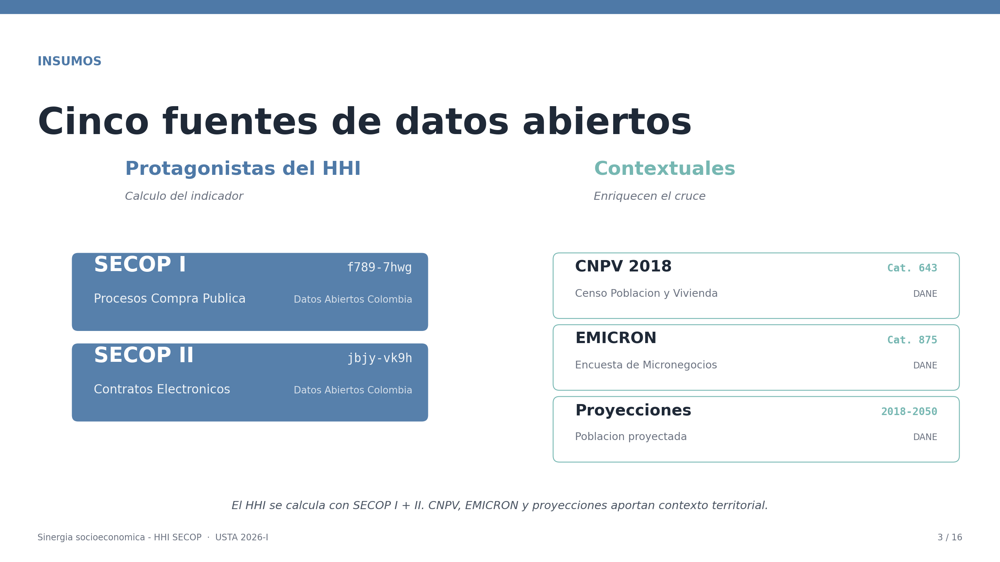 INSUMOS
Cinco fuentes de datos abiertos
Protagonistas del HHI
Calculo del indicador
SECOP I
f789-7hwg
Procesos Compra Publica
Datos Abiertos Colombia
SECOP II
jbjy-vk9h
Contratos Electronicos
Datos Abiertos Colombia
Contextuales
Enriquecen el cruce
CNPV 2018
Cat. 643
Censo Poblacion y Vivienda
DANE
EMICRON
Cat. 875
Encuesta de Micronegocios
DANE
Proyecciones
2018-2050
Poblacion proyectada
DANE
El HHI se calcula con SECOP I + II. CNPV, EMICRON y proyecciones aportan contexto territorial.
Sinergia socioeconomica - HHI SECOP · USTA 2026-I
3 / 16